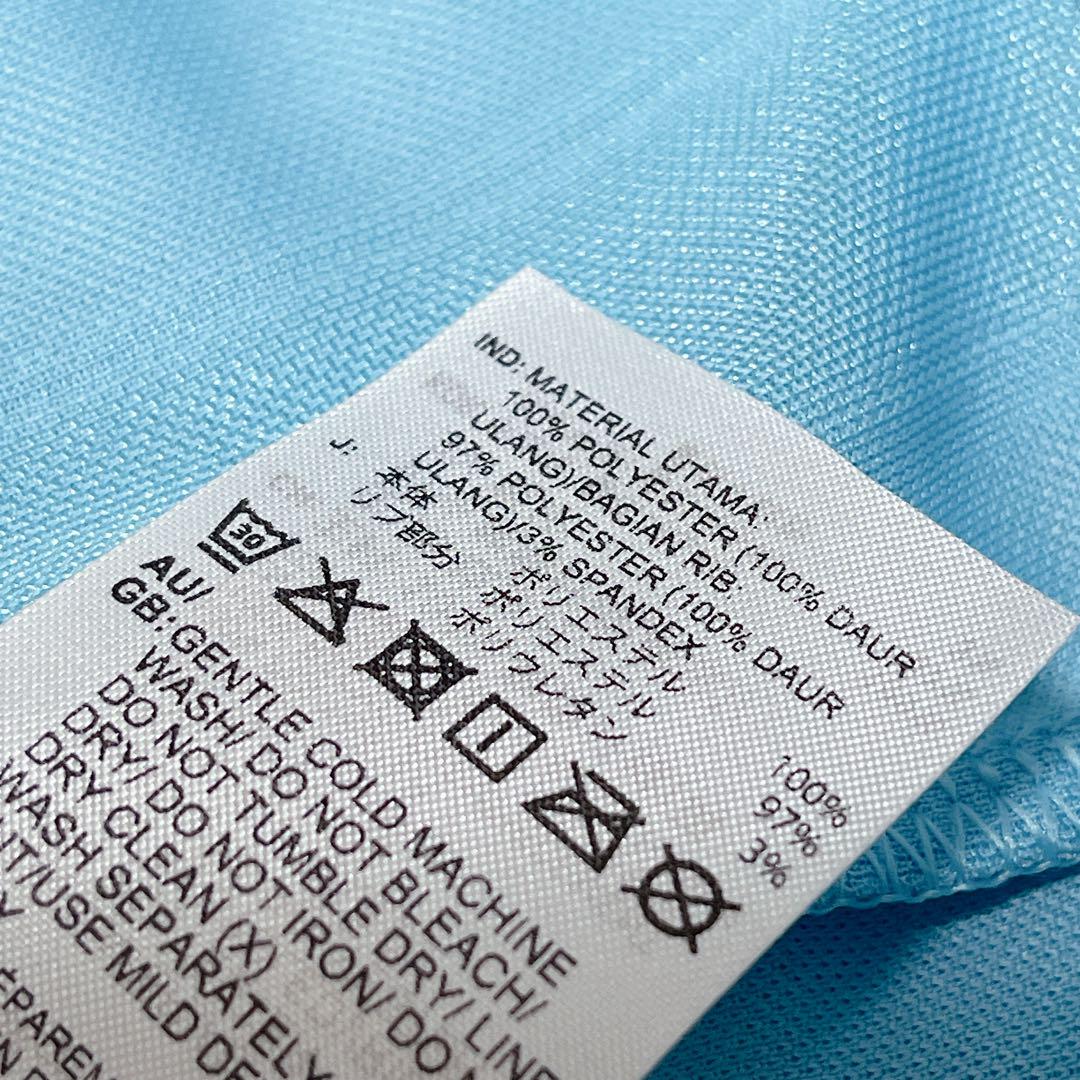 IND: MATERIAL UTAMA:
100% POLYESTER (100% DAUR
ULANG)/BAGIAN RIB:
97% POLYESTER (100% DAUR
ULANG)/3% SPANDEX
J: 本体 ポリエステル 100%
リブ部分 ポリエステル 97%
ポリウレタン 3%
30
AU/
GB: GENTLE COLD MACHINE
WASH/ DO NOT BLEACH/
DO NOT TUMBLE DRY/ LINE
DRY/ DO NOT IRON/ DO NOT
DRY CLEAN (X)
WASH SEPARATELY
USE MILD